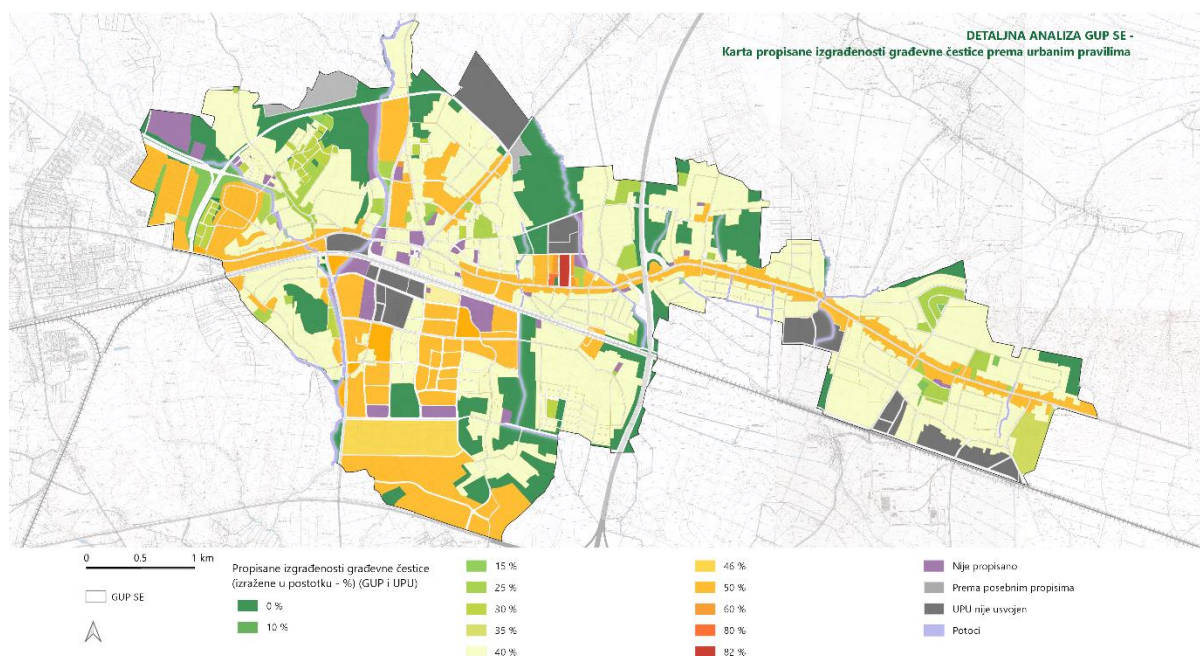 DETALJNA ANALIZA GUP SE -
Karta propisane izgrađenosti građevne čestice prema urbanim pravilima
0 0.5 1 km
GUP SE
Propisane izgrađenosti građevne čestice
(izražene u postotku - %) (GUP i UPU)
0 %
10 %
15 %
25 %
30 %
35 %
40 %
46 %
50 %
60 %
80 %
82 %
Nije propisano
Prema posebnim propisima
UPU nije usvojen
Potoci